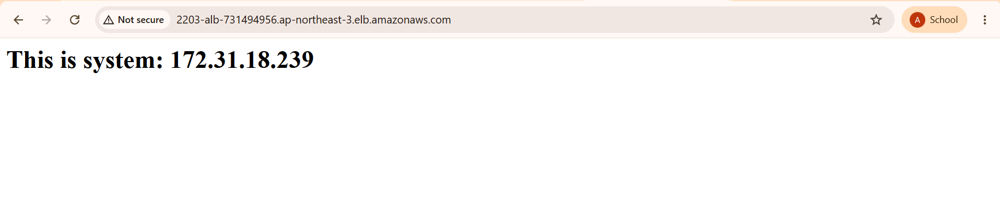 Not secure 2203-alb-731494956.ap-northeast-3.elb.amazonaws.com A School
This is system: 172.31.18.239